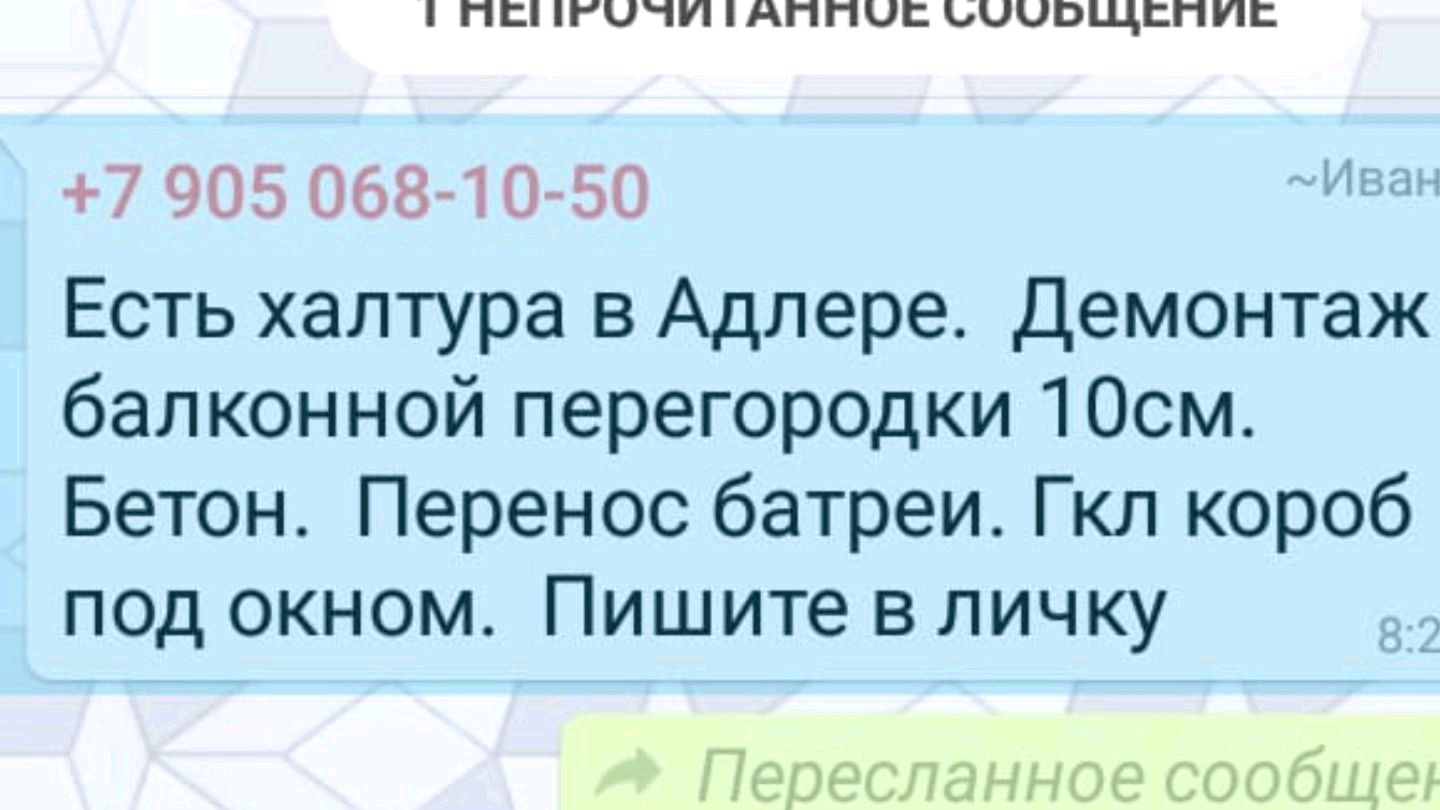 1 НЕПРОЧИТАННОЕ СООБЩЕНИЕ
+7 905 068-10-50 ~Иван
Есть халтура в Адлере. Демонтаж
балконной перегородки 10см.
Бетон. Перенос батреи. Гкл короб
под окном. Пишите в личку
8:2
Пересланное сообщен